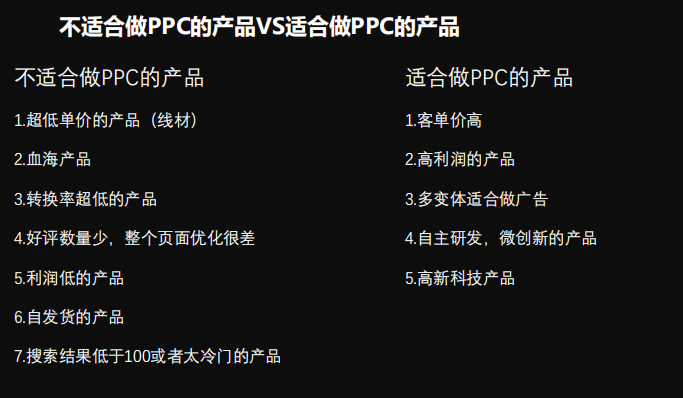 不适合做PPC的产品VS适合做PPC的产品
不适合做PPC的产品
1.超低单价的产品（线材）
2.血海产品
3.转换率超低的产品
4.好评数量少，整个页面优化很差
5.利润低的产品
6.自发货的产品
7.搜索结果低于100或者太冷门的产品
适合做PPC的产品
1.客单价高
2.高利润的产品
3.多变体适合做广告
4.自主研发，微创新的产品
5.高新科技产品